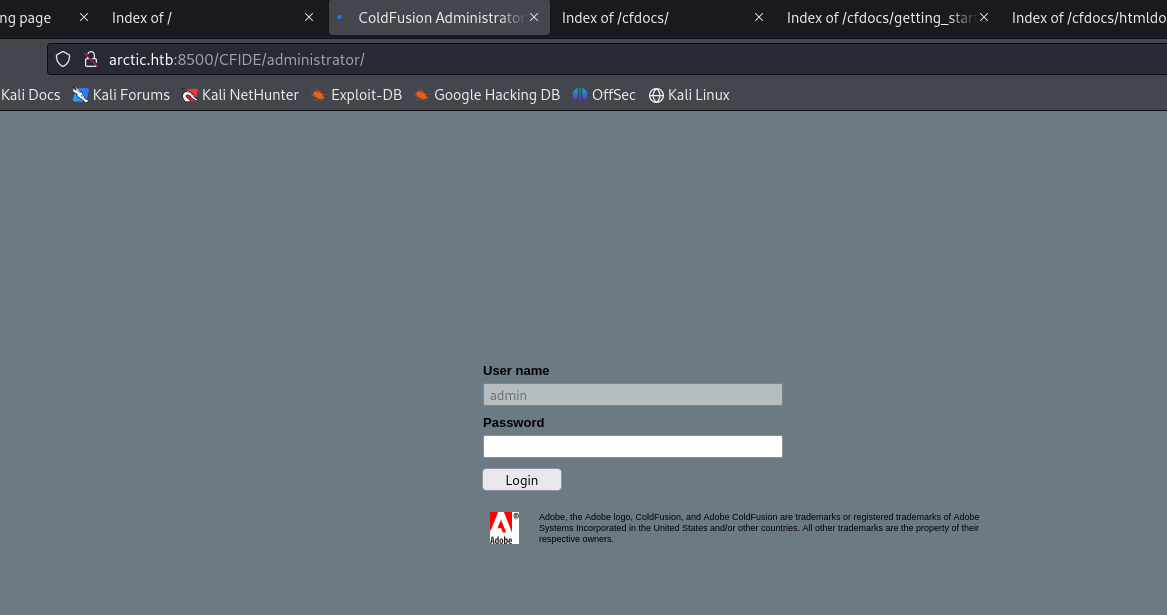 ng page
Index of /
ColdFusion Administrator
Index of /cfdocs/
Index of /cfdocs/getting_star
Index of /cfdocs/htmldo
arctic.htb:8500/CFIDE/administrator/
Kali Docs
Kali Forums
Kali NetHunter
Exploit-DB
Google Hacking DB
OffSec
Kali Linux
User name
admin
Password
Login
Adobe
Adobe, the Adobe logo, ColdFusion, and Adobe ColdFusion are trademarks or registered trademarks of Adobe
Systems Incorporated in the United States and/or other countries. All other trademarks are the property of their
respective owners.